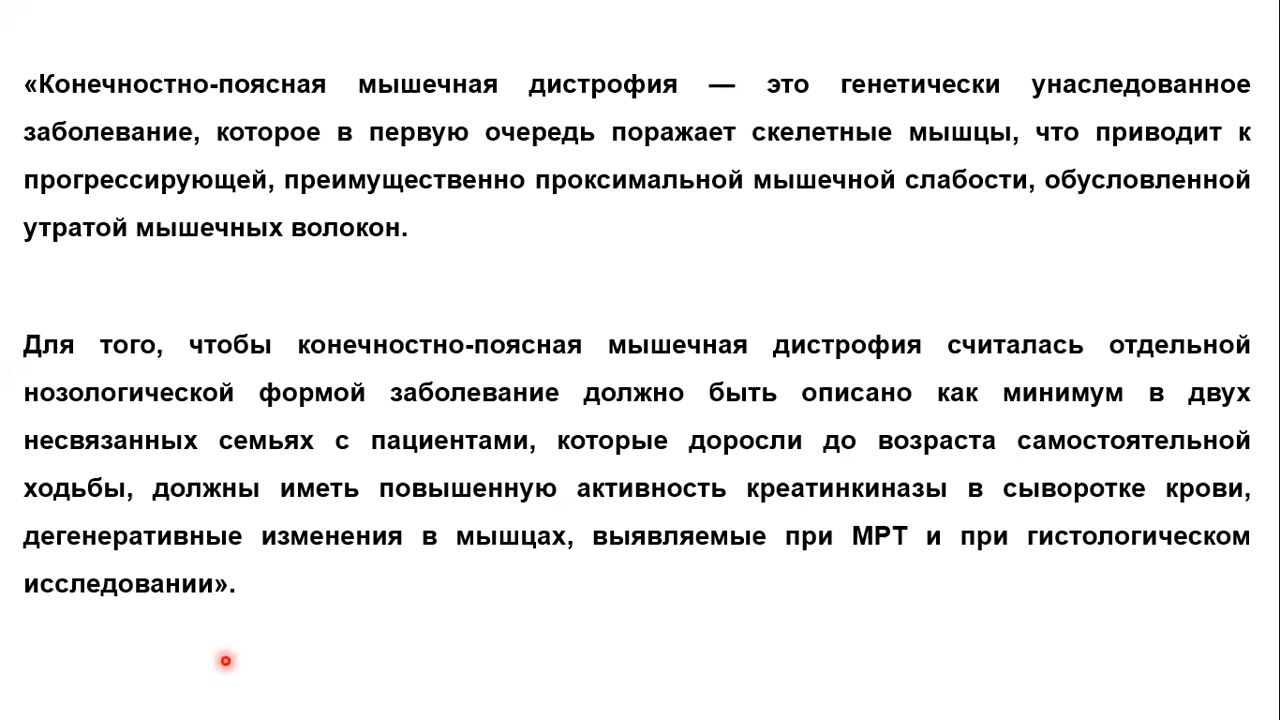 «Конечностно-поясная мышечная дистрофия — это генетически унаследованное
заболевание, которое в первую очередь поражает скелетные мышцы, что приводит к
прогрессирующей, преимущественно проксимальной мышечной слабости, обусловленной
утратой мышечных волокон.
Для того, чтобы конечностно-поясная мышечная дистрофия считалась отдельной
нозологической формой заболевание должно быть описано как минимум в двух
несвязанных семьях с пациентами, которые доросли до возраста самостоятельной
ходьбы, должны иметь повышенную активность креатинкиназы в сыворотке крови,
дегенеративные изменения в мышцах, выявляемые при МРТ и при гистологическом
исследовании».